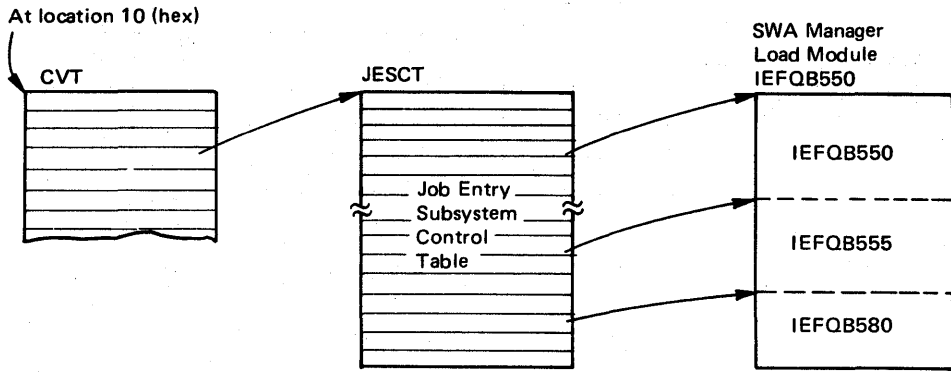 At location 10 (hex)
CVT
JESCT
Job Entry
Subsystem
Control
Table
SWA Manager
Load Module
IEFQB550
IEFQB550
IEFQB555
IEFQB580